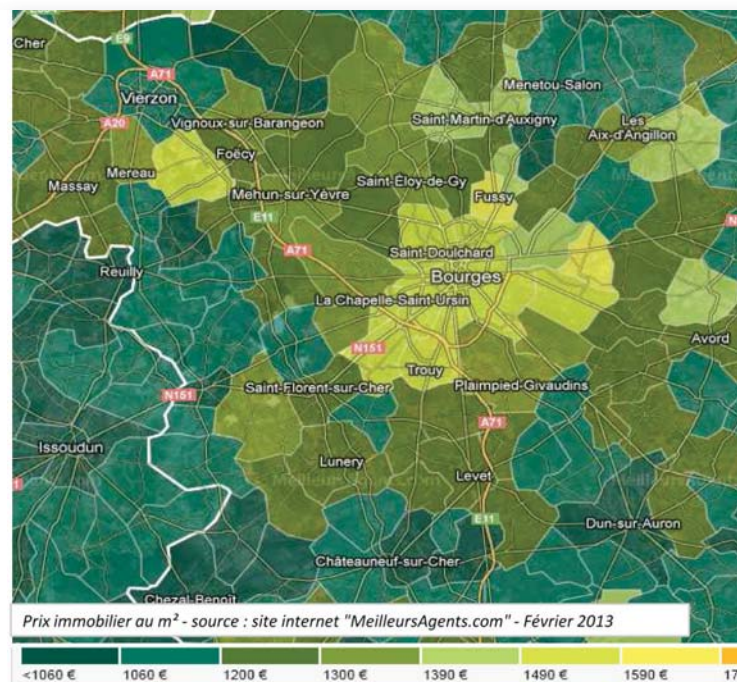 Cher
E9
A71
Menetou-Salon
Vierzon
A20
Vignoux-sur-Barangeon
Saint-Martin-d'Auxigny
Les
Aix-d'Angillon
Foëcy
Mereau
Massay
Mehun-sur-Yèvre
Saint-Éloy-de-Gy
Fussy
E11
N
A71
Saint-Doulchard
Reuilly
Bourges
La Chapelle-Saint-Ursin
Avord
N151
Trouy
N151
Saint-Florent-sur-Cher
Plaimpied-Givaudins
A71
Issoudun
Lunery
Levet
E11
Dun-sur-Auron
Châteauneuf-sur-Cher
Chezal-Benoît
Prix immobilier au m² - source : site internet "MeilleursAgents.com" - Février 2013
<1060 € 1060 € 1200 € 1300 € 1390 € 1490 € 1590 € 17